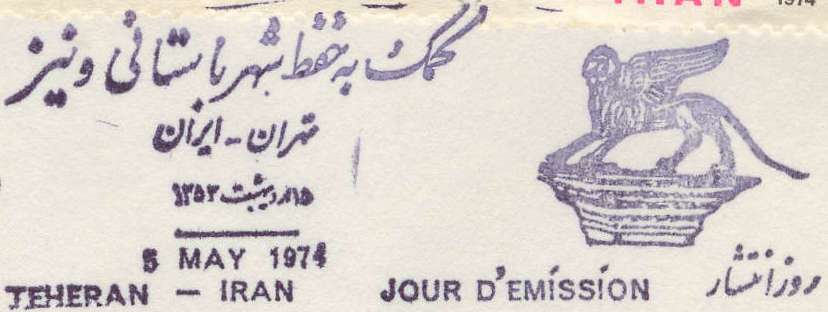 1974
کمک به حفظ شهر باستانی ونیز
تهران - ایران
۱۵ اردیبهشت ۱۳۵۳
5 MAY 1974
TEHERAN - IRAN
JOUR D'EMISSION
روز انتشار